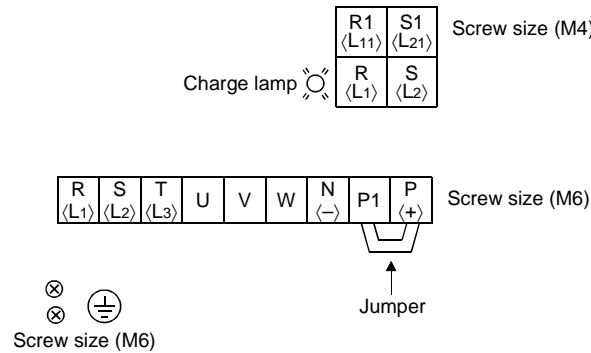 R1 S1 Screw size (M4)
⟨L11⟩ ⟨L21⟩
Charge lamp R S
⟨L1⟩ ⟨L2⟩
R S T U V W N P1 P Screw size (M6)
⟨L1⟩ ⟨L2⟩ ⟨L3⟩ ⟨−⟩ ⟨+⟩
Jumper
Screw size (M6)